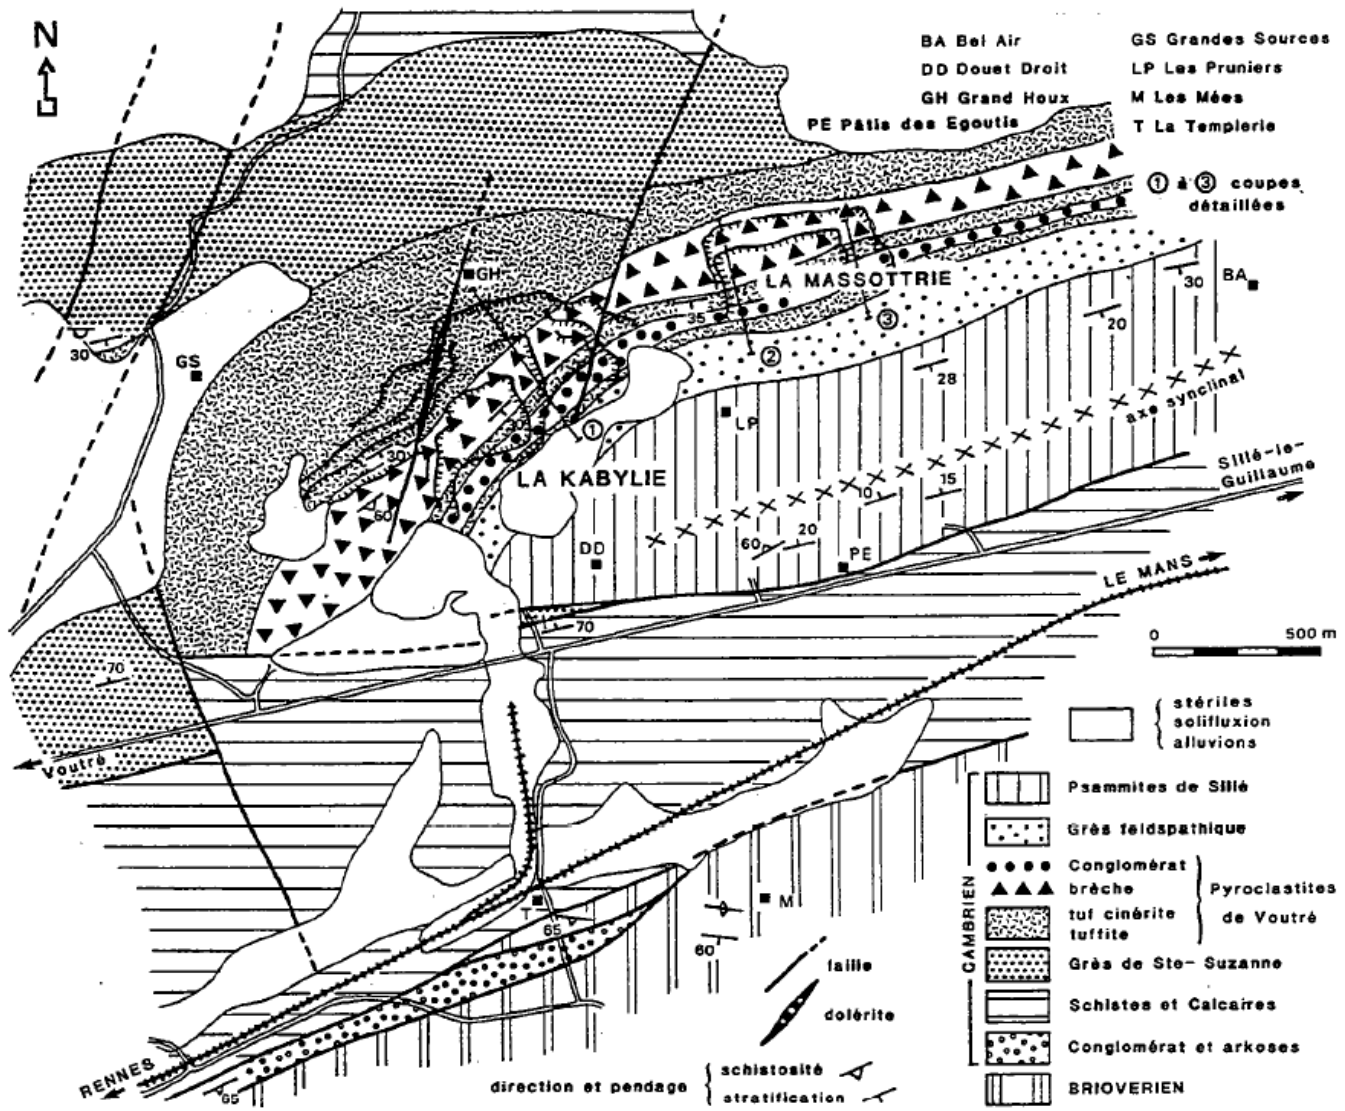 N
BA Bel Air
DD Douet Droit
GH Grand Houx
PE Pâtis des Egoutis
GS Grandes Sources
LP Les Pruniers
M Les Mées
T La Templerie
① à ③ coupes
détaillées
GH
BA
30
20
LA MASSOTTRIE
35
③
②
28
30
GS
axe synclinal
LP
30
①
30
LA KABYLIE
Sillé-le-
Guillaume
60
10
15
DD
60
20
PE
LE MANS
70
0 500 m
70
Voutré
stériles
solifluxion
alluvions
CAMBRIEN
Psammites de Sillé
Grès feldspathique
Conglomérat
brèche
tuf cinérite
tuffite
Pyroclastites
de Voutré
Grès de Ste-Suzanne
Schistes et Calcaires
Conglomérat et arkoses
BRIOVERIEN
T
M
65
60
faille
dolérite
RENNES
65
direction et pendage
schistosité
stratification